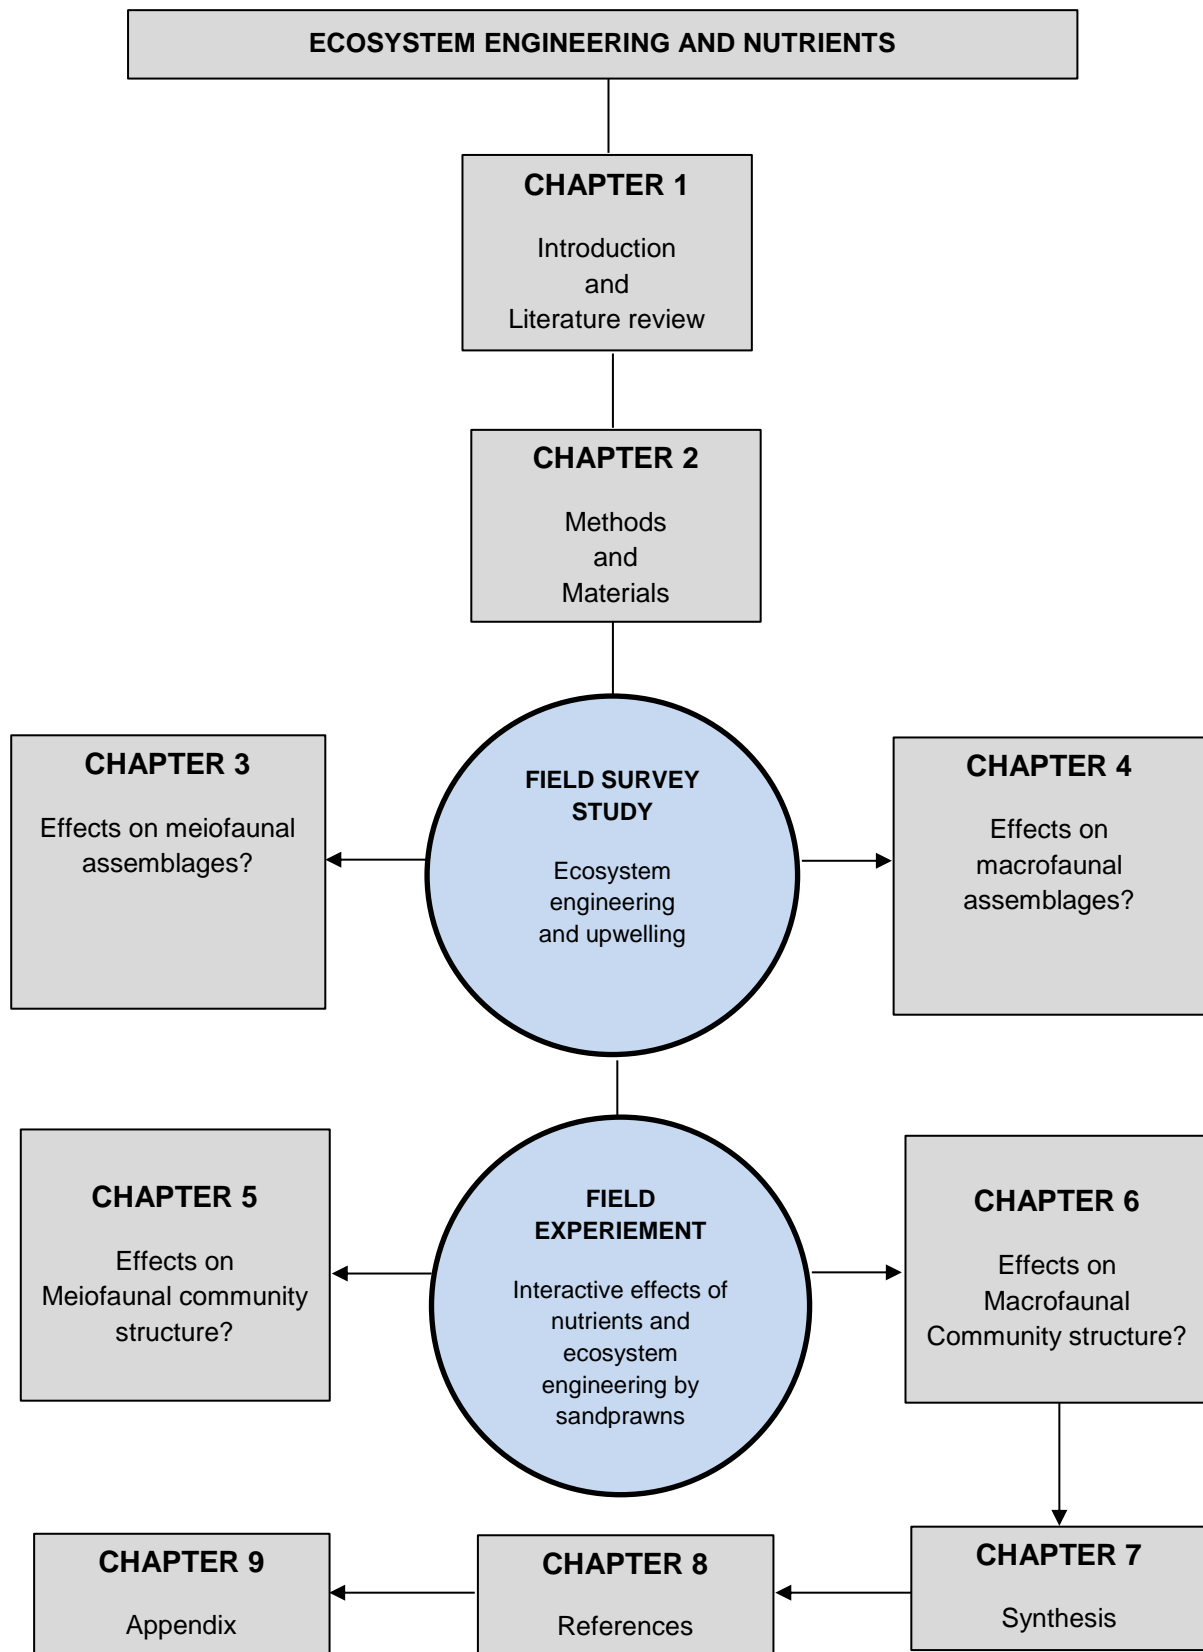 ECOSYSTEM ENGINEERING AND NUTRIENTS
CHAPTER 1
Introduction
and
Literature review
CHAPTER 2
Methods
and
Materials
CHAPTER 3
Effects on meiofaunal
assemblages?
FIELD SURVEY
STUDY
Ecosystem
engineering
and upwelling
CHAPTER 4
Effects on
macrofaunal
assemblages?
CHAPTER 5
Effects on
Meiofaunal community
structure?
FIELD
EXPERIEMENT
Interactive effects of
nutrients and
ecosystem
engineering by
sandprawns
CHAPTER 6
Effects on
Macrofaunal
Community structure?
CHAPTER 7
Synthesis
CHAPTER 8
References
CHAPTER 9
Appendix